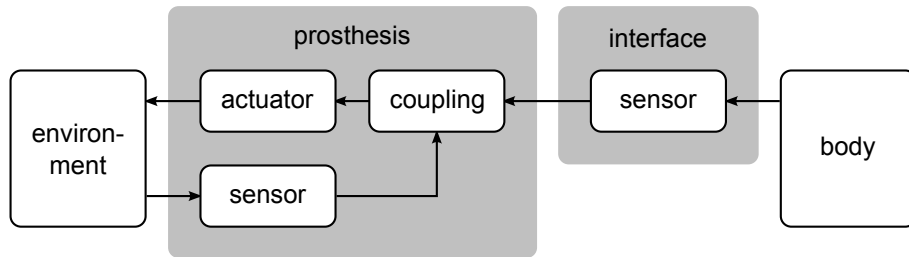 prosthesis
interface
actuator
coupling
sensor
environ-
ment
body
sensor